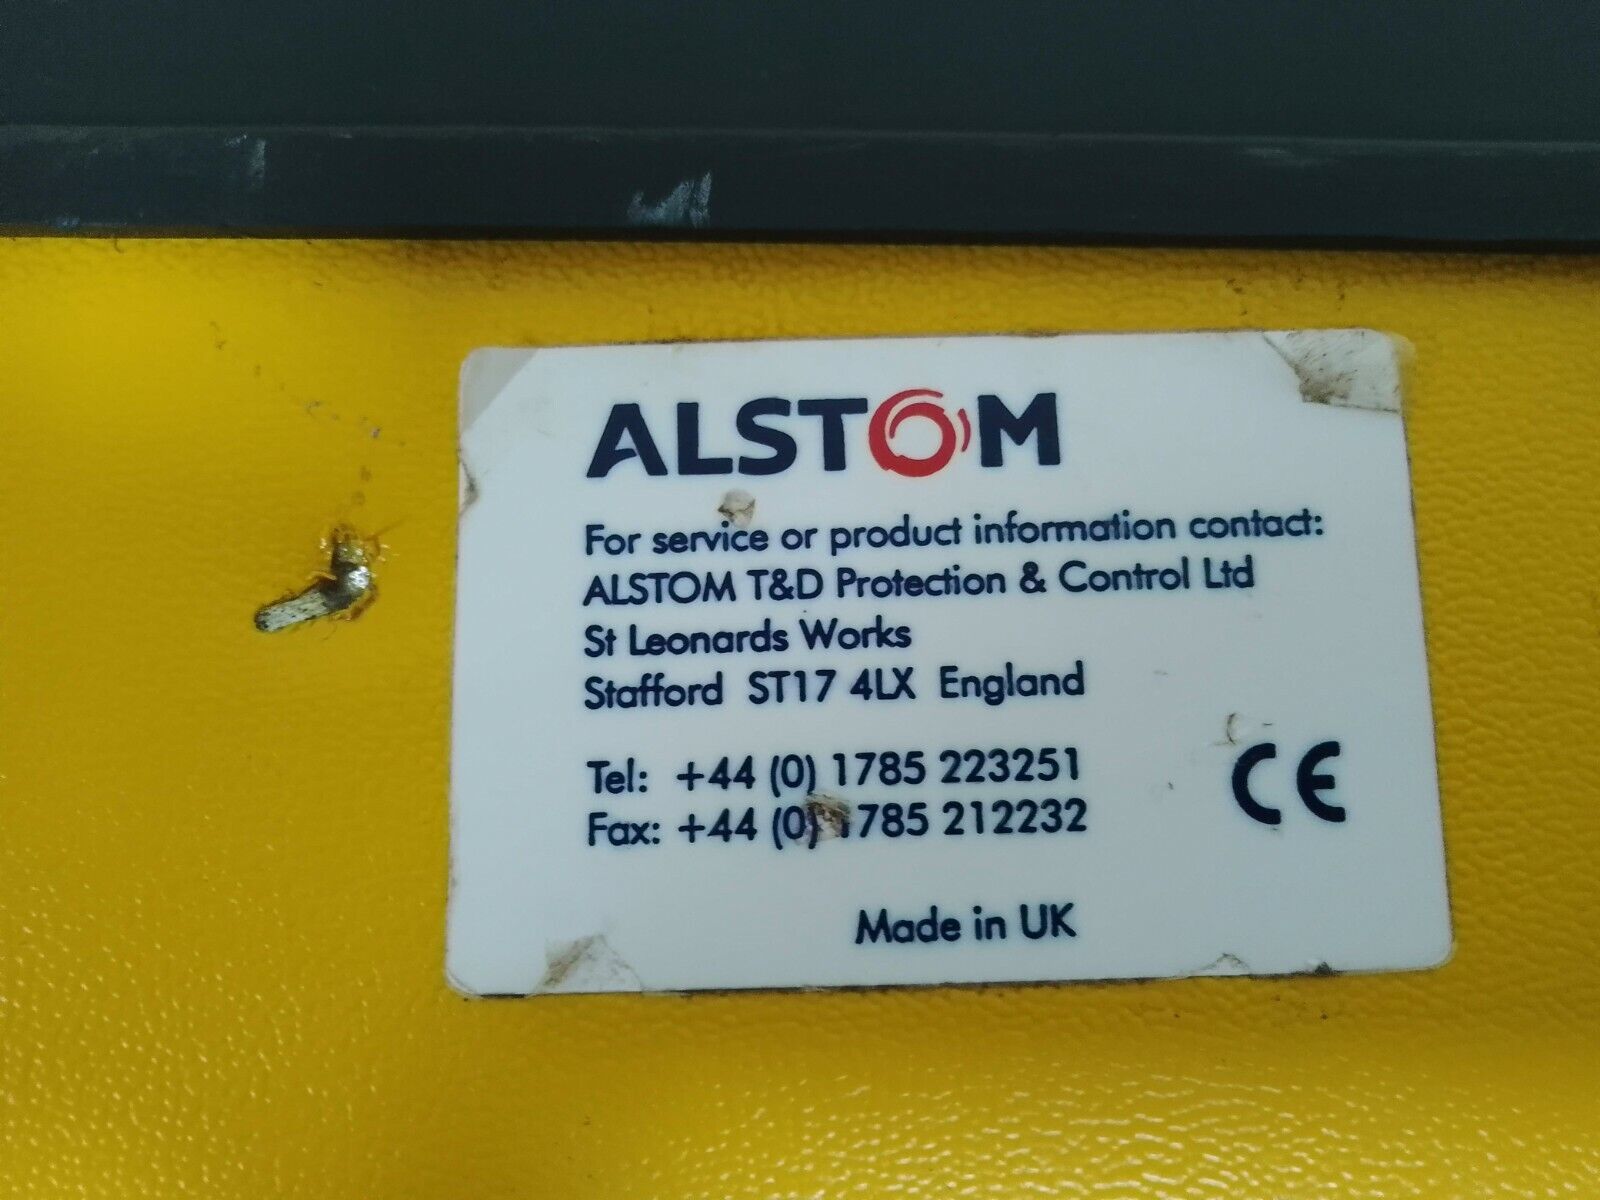 ALSTOM
For service or product information contact:
ALSTOM T&D Protection & Control Ltd
St Leonards Works
Stafford ST17 4LX England
Tel: +44 (0) 1785 223251
Fax: +44 (0) 1785 212232
CE
Made in UK